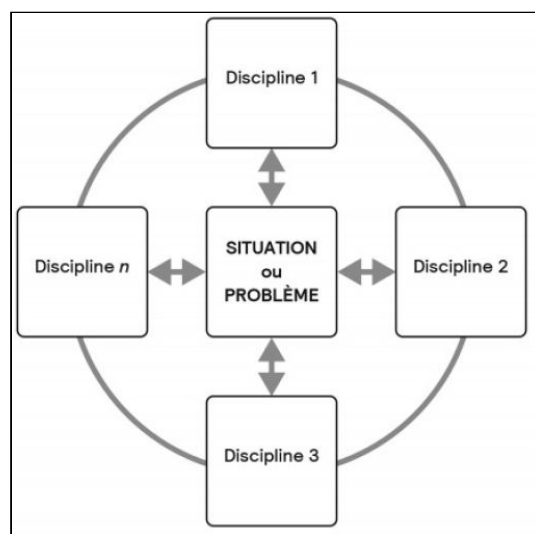 Discipline 1
Discipline n
SITUATION
ou
PROBLÈME
Discipline 2
Discipline 3